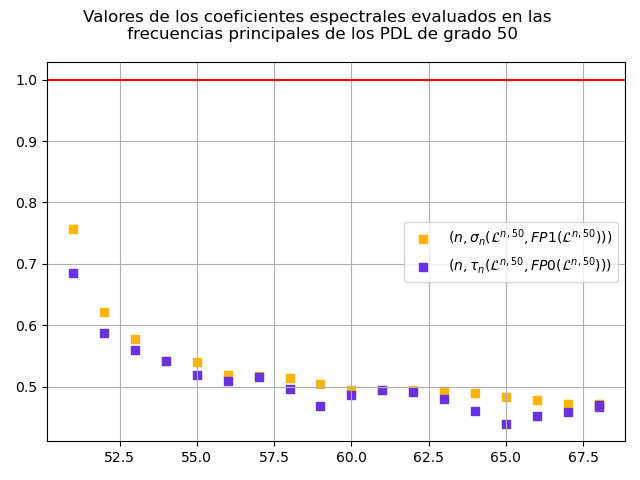 Valores de los coeficientes espectrales evaluados en las
frecuencias principales de los PDL de grado 50
1.0
0.9
0.8
(n, σₙ(ℒⁿ'⁵⁰, FP1(ℒⁿ'⁵⁰)))
0.7
(n, τₙ(ℒⁿ'⁵⁰, FP0(ℒⁿ'⁵⁰)))
0.6
0.5
52.5 55.0 57.5 60.0 62.5 65.0 67.5